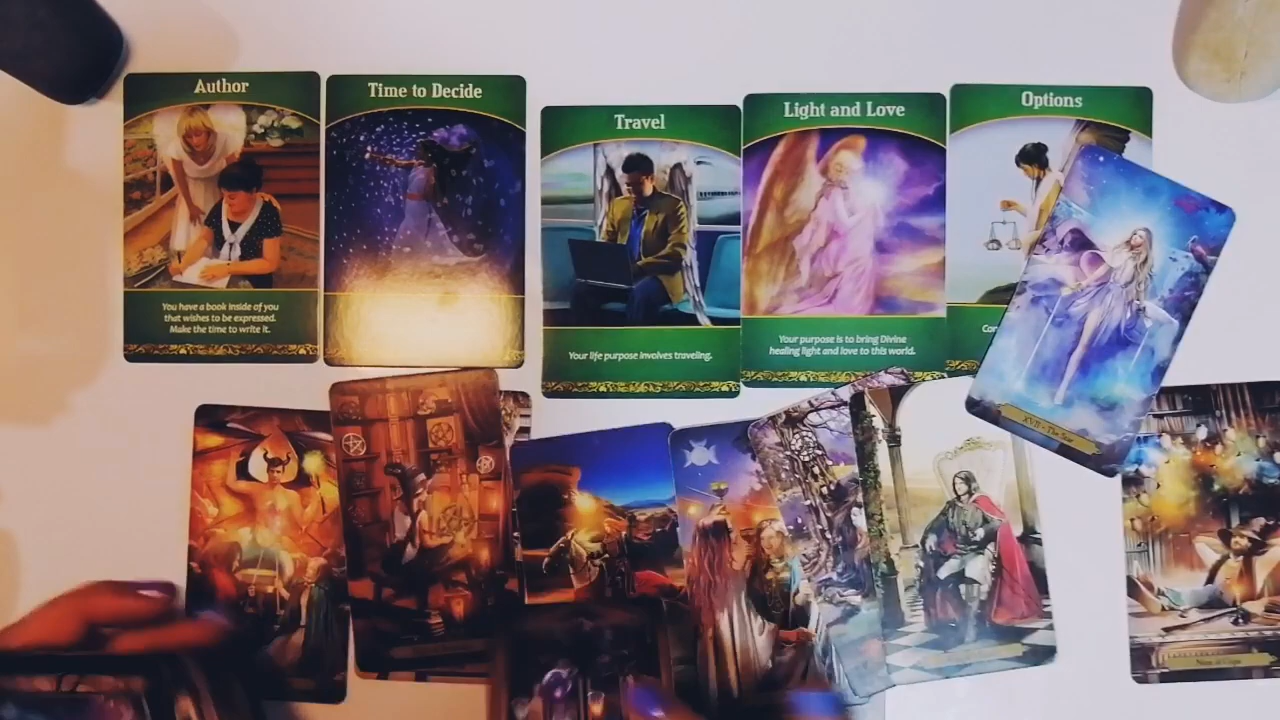 Author
You have a book inside of you
that wishes to be expressed.
Make the time to write it.
Time to Decide
Travel
Your life purpose involves traveling.
Light and Love
Your purpose is to bring Divine
healing light and love to this world.
Options
XVII - The Star
Nine of Cups